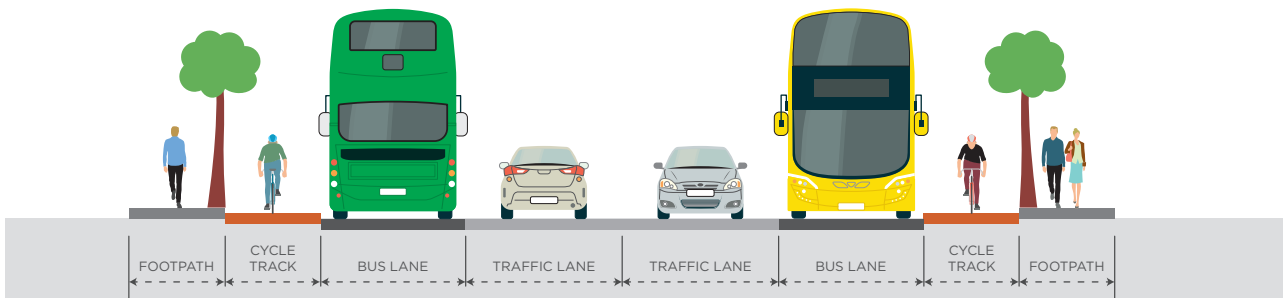 FOOTPATH
CYCLE
TRACK
BUS LANE
TRAFFIC LANE
TRAFFIC LANE
BUS LANE
CYCLE
TRACK
FOOTPATH